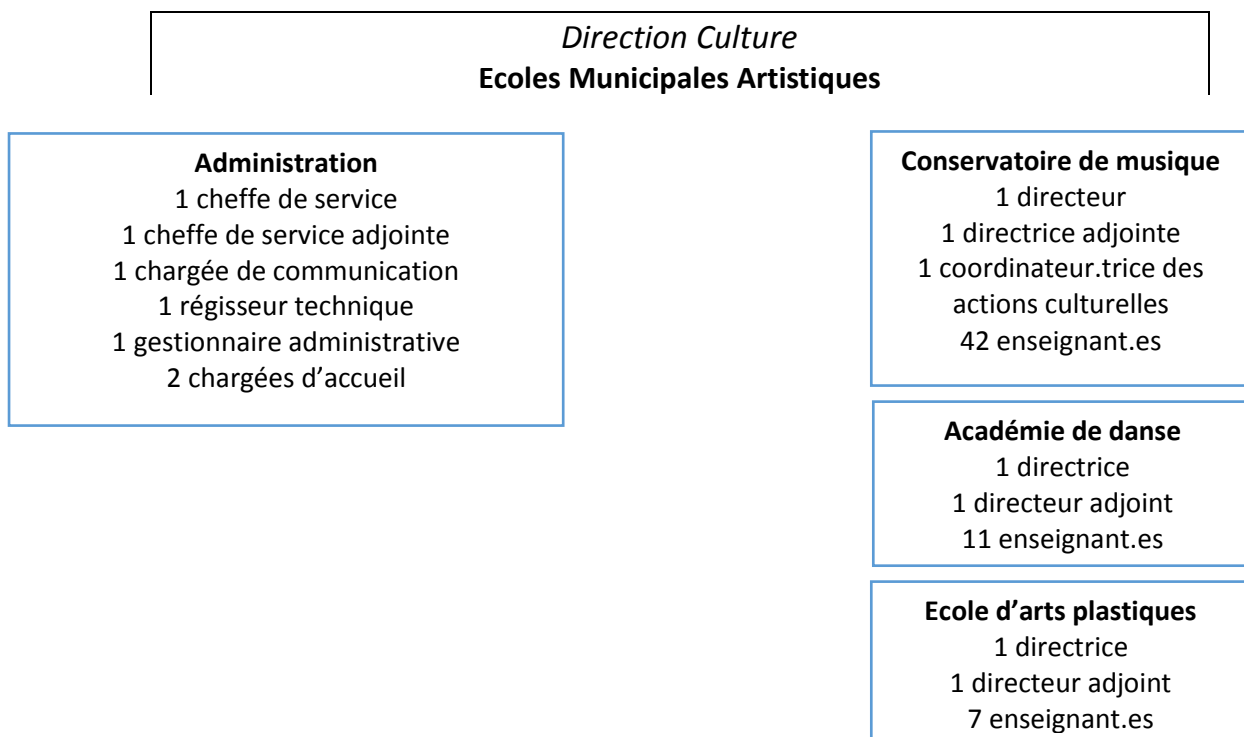 Direction Culture
Ecoles Municipales Artistiques
Administration
1 cheffe de service
1 cheffe de service adjointe
1 chargée de communication
1 régisseur technique
1 gestionnaire administrative
2 chargées d’accueil
Conservatoire de musique
1 directeur
1 directrice adjointe
1 coordinateur.trice des
actions culturelles
42 enseignant.es
Académie de danse
1 directrice
1 directeur adjoint
11 enseignant.es
Ecole d’arts plastiques
1 directrice
1 directeur adjoint
7 enseignant.es